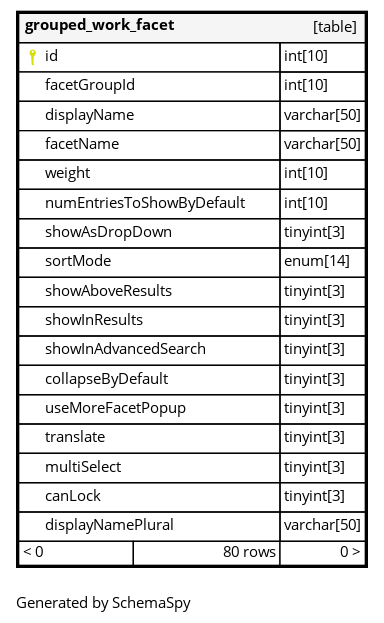 grouped_work_facet [table]
id int[10]
facetGroupId int[10]
displayName varchar[50]
facetName varchar[50]
weight int[10]
numEntriesToShowByDefault int[10]
showAsDropDown tinyint[3]
sortMode enum[14]
showAboveResults tinyint[3]
showInResults tinyint[3]
showInAdvancedSearch tinyint[3]
collapseByDefault tinyint[3]
useMoreFacetPopup tinyint[3]
translate tinyint[3]
multiSelect tinyint[3]
canLock tinyint[3]
displayNamePlural varchar[50]
< 0 80 rows 0 >
Generated by SchemaSpy